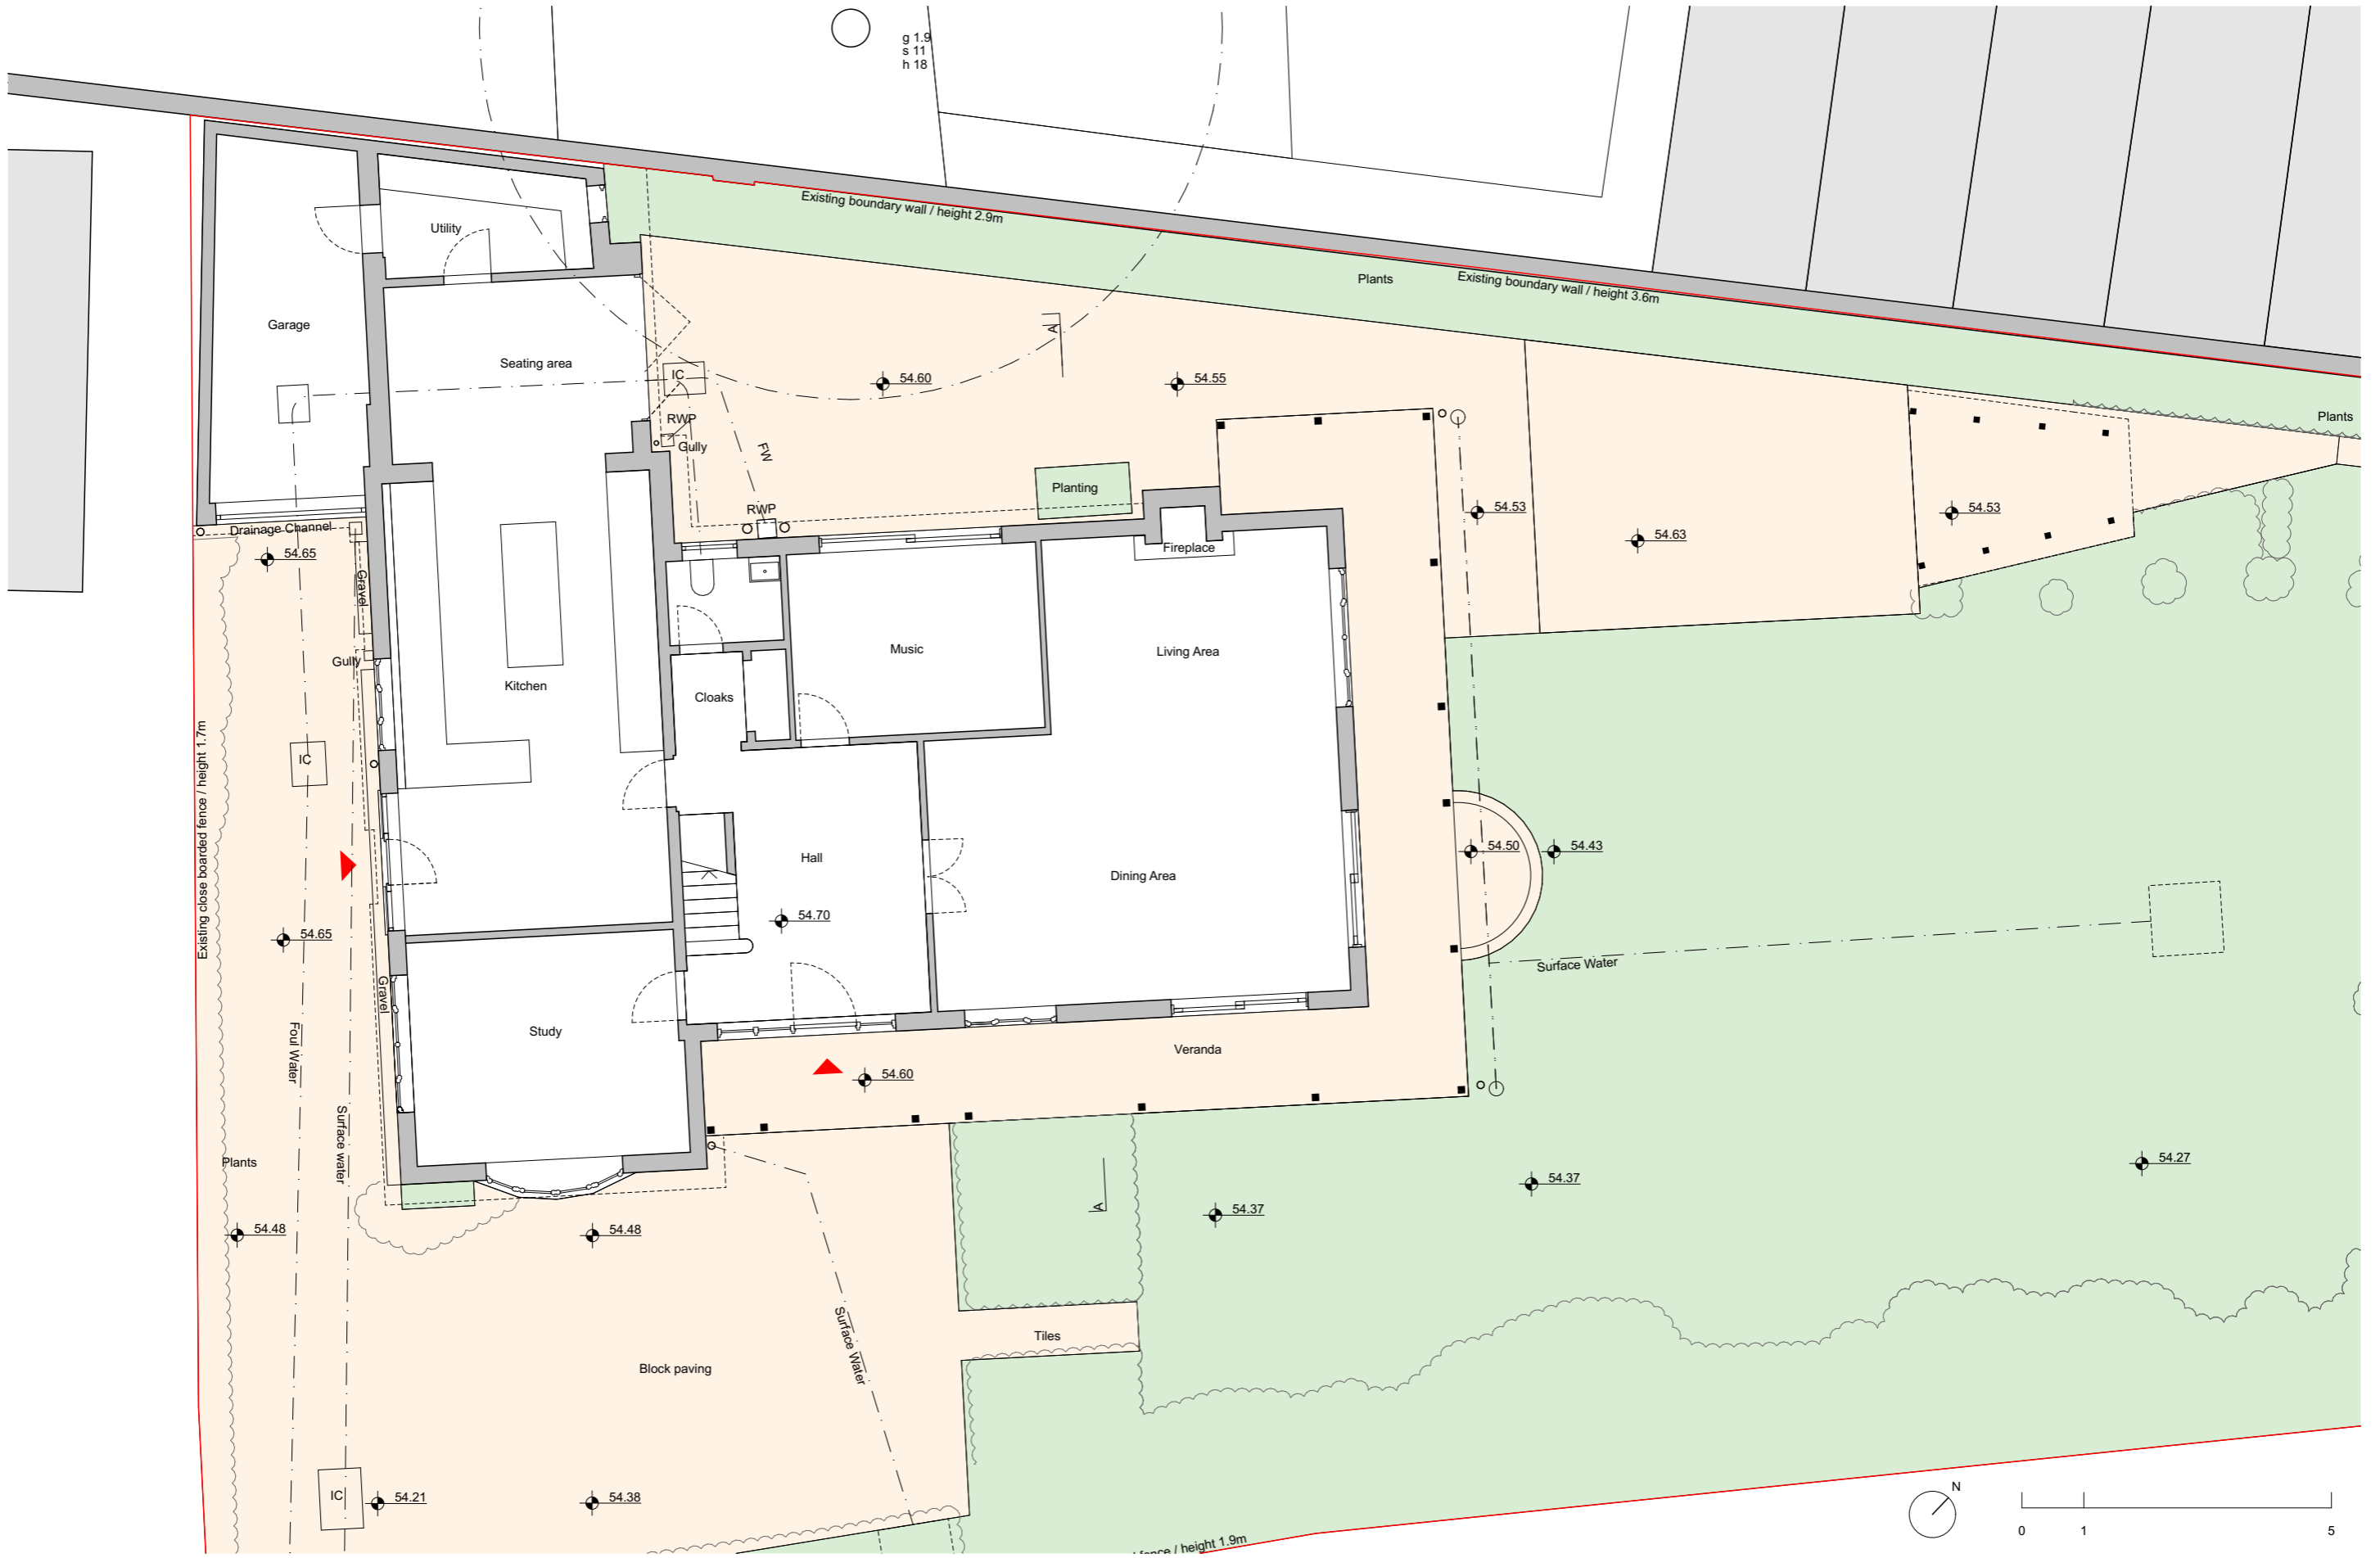 g 1.9
s 11
h 18
Existing boundary wall / height 2.9m
Utility
Plants
Existing boundary wall / height 3.6m
Garage
Seating area
A
IC
54.60
54.55
RWP
Gully
FW
Plants
Planting
RWP
54.53
54.53
Drainage Channel
54.65
Fireplace
54.63
Gravel
Music
Living Area
Gully
Kitchen
Cloaks
Existing close boarded fence / height 1.7m
IC
Hall
54.50
54.43
Dining Area
54.70
54.65
Surface Water
Gravel
Study
Foul Water
Veranda
54.60
Surface water
Plants
54.37
54.27
54.37
A
54.48
54.48
Surface Water
Tiles
Block paving
IC
54.21
54.38
fence / height 1.9m
N
0 1 5